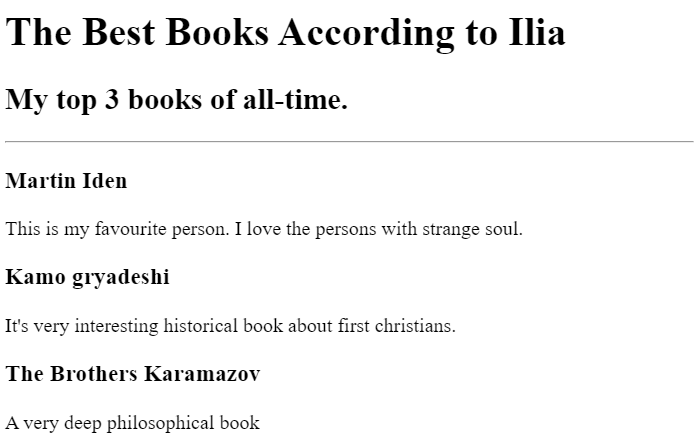 The Best Books According to Ilia
My top 3 books of all-time.
Martin Iden
This is my favourite person. I love the persons with strange soul.
Kamo gryadeshi
It's very interesting historical book about first christians.
The Brothers Karamazov
A very deep philosophical book